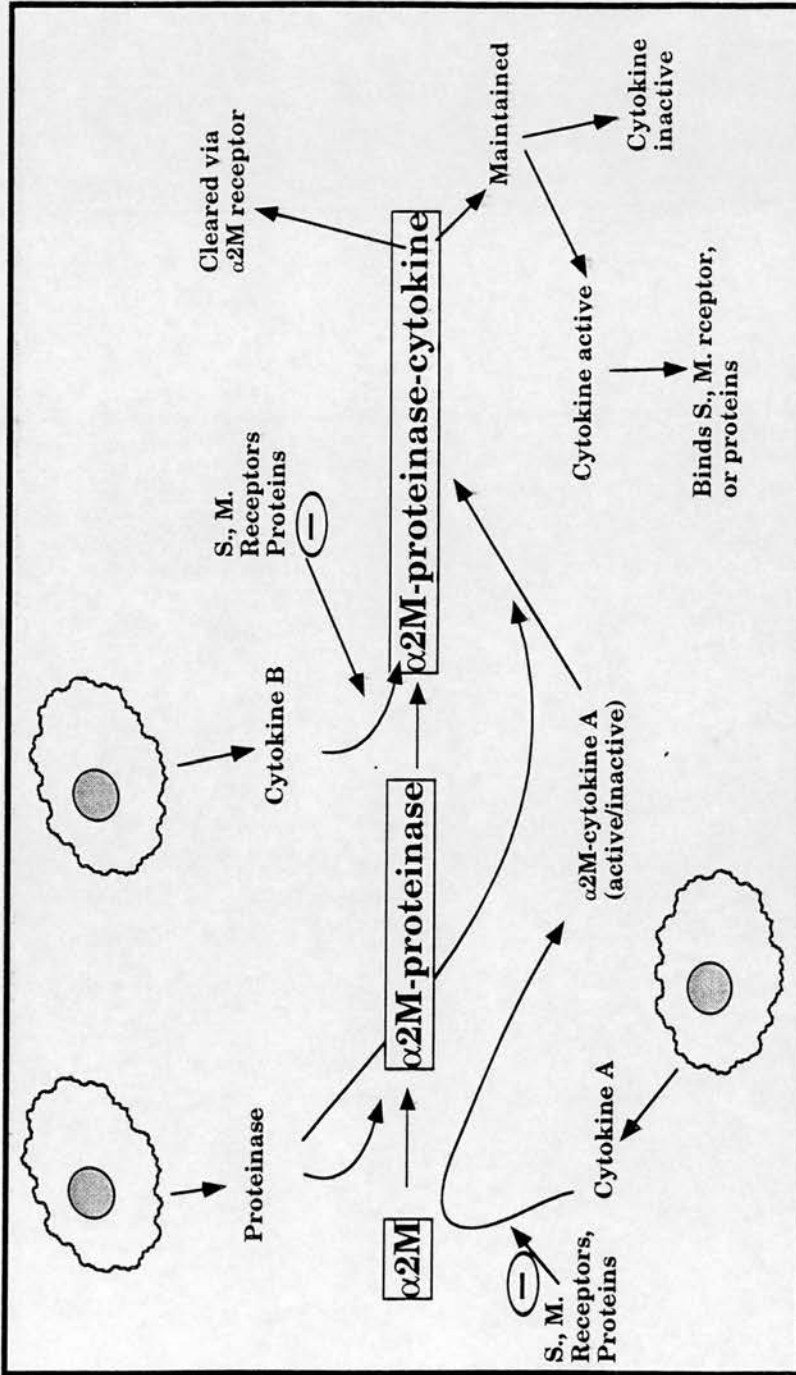 Proteinase
Cytokine B
S., M.
Receptors
Proteins
Cleared via
α2M receptor
α2M
α2M-proteinase
α2M-proteinase-cytokine
S., M.
Receptors,
Proteins
Cytokine A
α2M-cytokine A
(active/inactive)
Maintained
Cytokine active
Cytokine
inactive
Binds S., M. rceptor,
or proteins